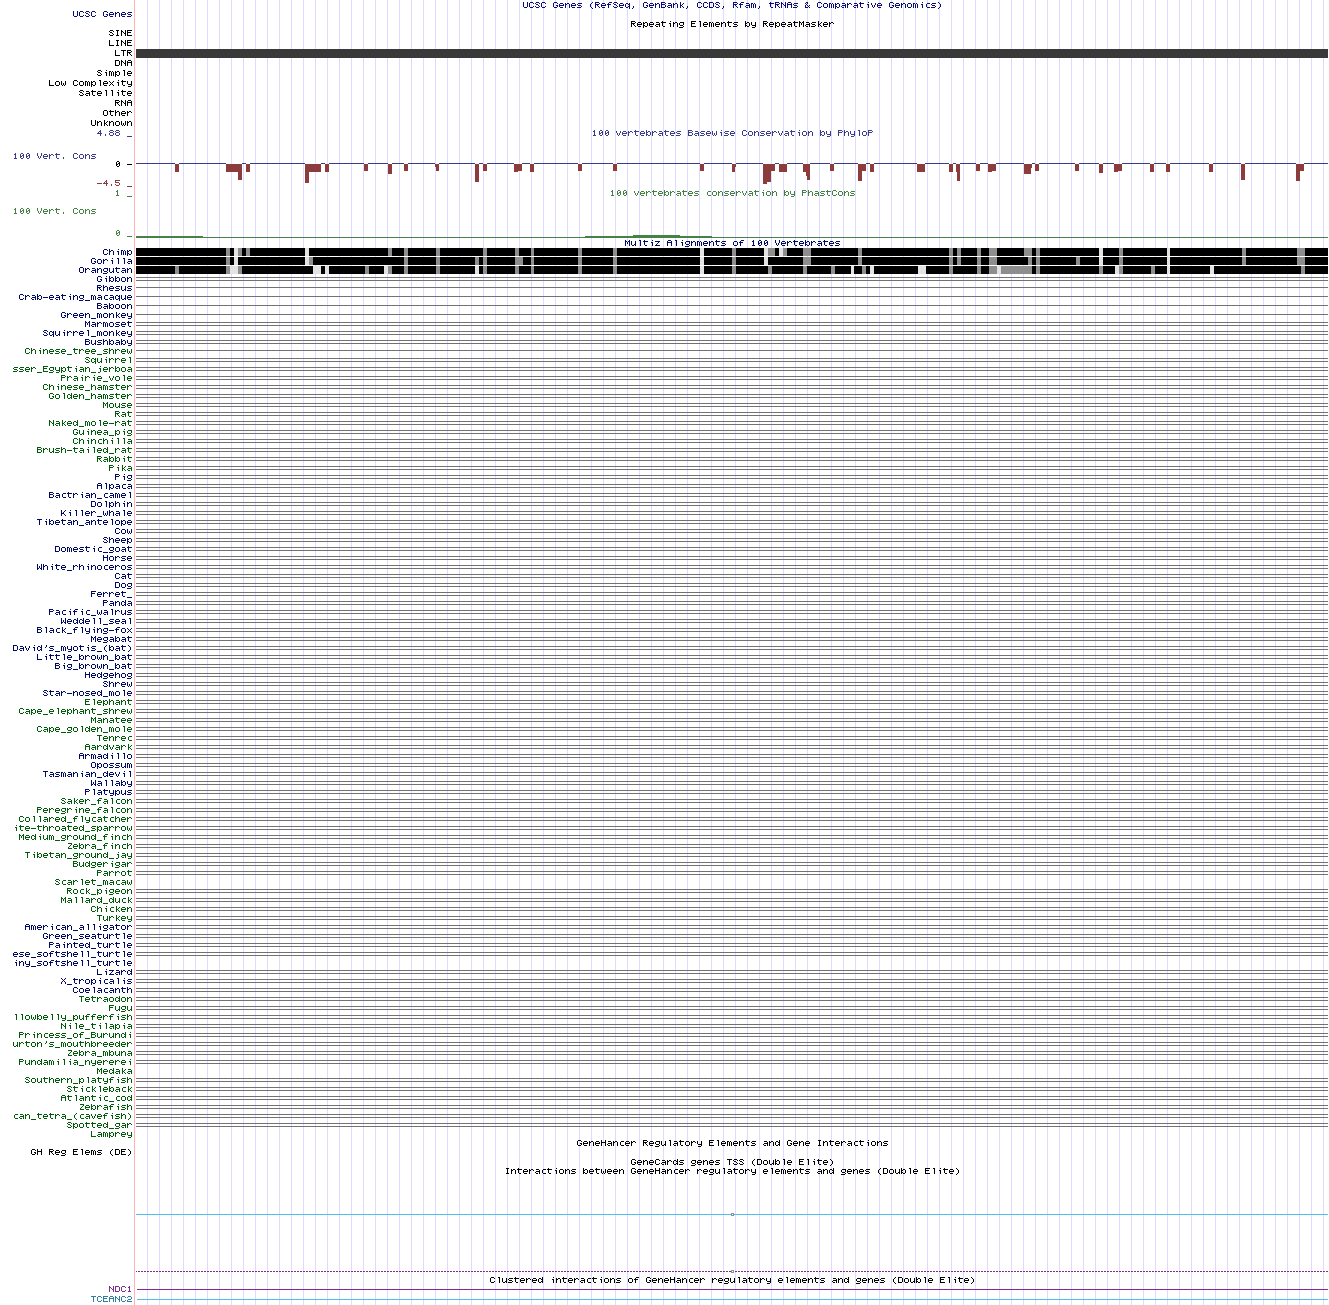 UCSC Genes (RefSeq, GenBank, CCDS, Rfam, tRNAs & Comparative Genomics)
UCSC Genes
Repeating Elements by RepeatMasker
SINE
LINE
LTR
DNA
Simple
Low Complexity
Satellite
RNA
Other
Unknown
4.88 _
100 vertebrates Basewise Conservation by PhyloP
100 Vert. Cons
0 -
-4.5 _
1 _
100 vertebrates conservation by PhastCons
100 Vert. Cons
0 _
Multiz Alignments of 100 Vertebrates
Chimp
Gorilla
Orangutan
Gibbon
Rhesus
Crab-eating_macaque
Baboon
Green_monkey
Marmoset
Squirrel_monkey
Bushbaby
Chinese_tree_shrew
Squirrel
sser_Egyptian_jerboa
Prairie_vole
Chinese_hamster
Golden_hamster
Mouse
Rat
Naked_mole-rat
Guinea_pig
Chinchilla
Brush-tailed_rat
Rabbit
Pika
Pig
Alpaca
Bactrian_camel
Dolphin
Killer_whale
Tibetan_antelope
Cow
Sheep
Domestic_goat
Horse
White_rhinoceros
Cat
Dog
Ferret_
Panda
Pacific_walrus
Weddell_seal
Black_flying-fox
Megabat
David's_myotis_(bat)
Little_brown_bat
Big_brown_bat
Hedgehog
Shrew
Star-nosed_mole
Elephant
Cape_elephant_shrew
Manatee
Cape_golden_mole
Tenrec
Aardvark
Armadillo
Opossum
Tasmanian_devil
Wallaby
Platypus
Saker_falcon
Peregrine_falcon
Collared_flycatcher
ite-throated_sparrow
Medium_ground_finch
Zebra_finch
Tibetan_ground_jay
Budgerigar
Parrot
Scarlet_macaw
Rock_pigeon
Mallard_duck
Chicken
Turkey
American_alligator
Green_seaturtle
Painted_turtle
ese_softshell_turtle
iny_softshell_turtle
Lizard
X_tropicalis
Coelacanth
Tetraodon
Fugu
llowbelly_pufferfish
Nile_tilapia
Princess_of_Burundi
urton's_mouthbreeder
Zebra_mbuna
Pundamilia_nyererei
Medaka
Southern_platyfish
Stickleback
Atlantic_cod
Zebrafish
can_tetra_(cavefish)
Spotted_gar
Lamprey
GeneHancer Regulatory Elements and Gene Interactions
GH Reg Elems (DE)
GeneCards genes TSS (Double Elite)
Interactions between GeneHancer regulatory elements and genes (Double Elite)
Clustered interactions of GeneHancer regulatory elements and genes (Double Elite)
NDC1
TCEANC2